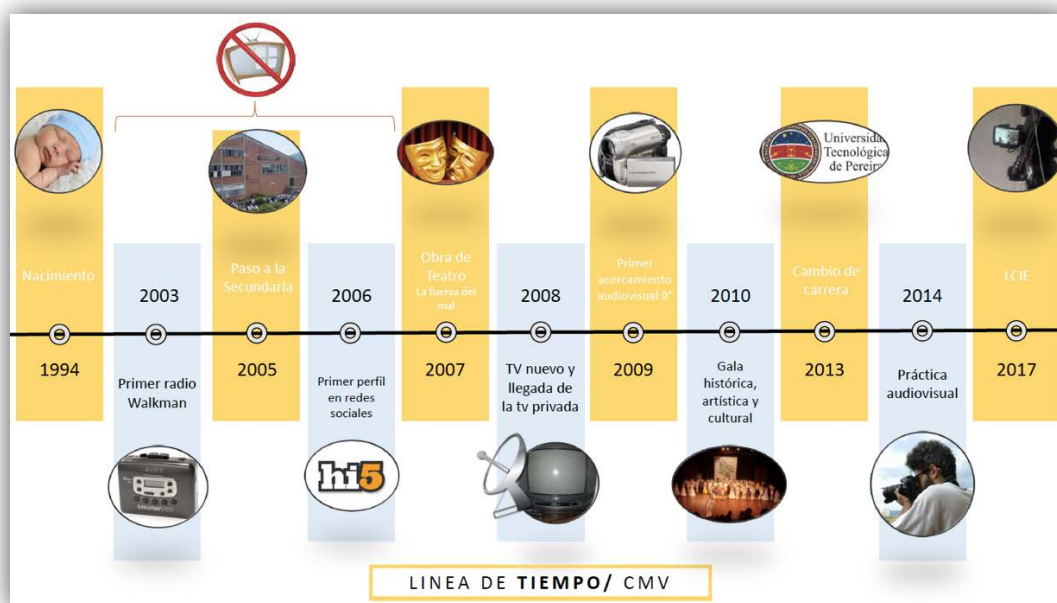 Nacimiento
1994
2003
Primer radio
Walkman
Paso a la
Secundaria
2005
2006
Primer perfil
en redes
sociales
hi5
Obra de
Teatro
La fuerza del
mal
2007
2008
TV nuevo y
llegada de
la tv privada
Primer
acercamiento
audiovisual 9°
2009
2010
Gala
histórica,
artística y
cultural
Universida
Tecnológica
de Pereira
Cambio de
carrera
2013
2014
Práctica
audiovisual
LCIE
2017
LINEA DE TIEMPO/ CMV